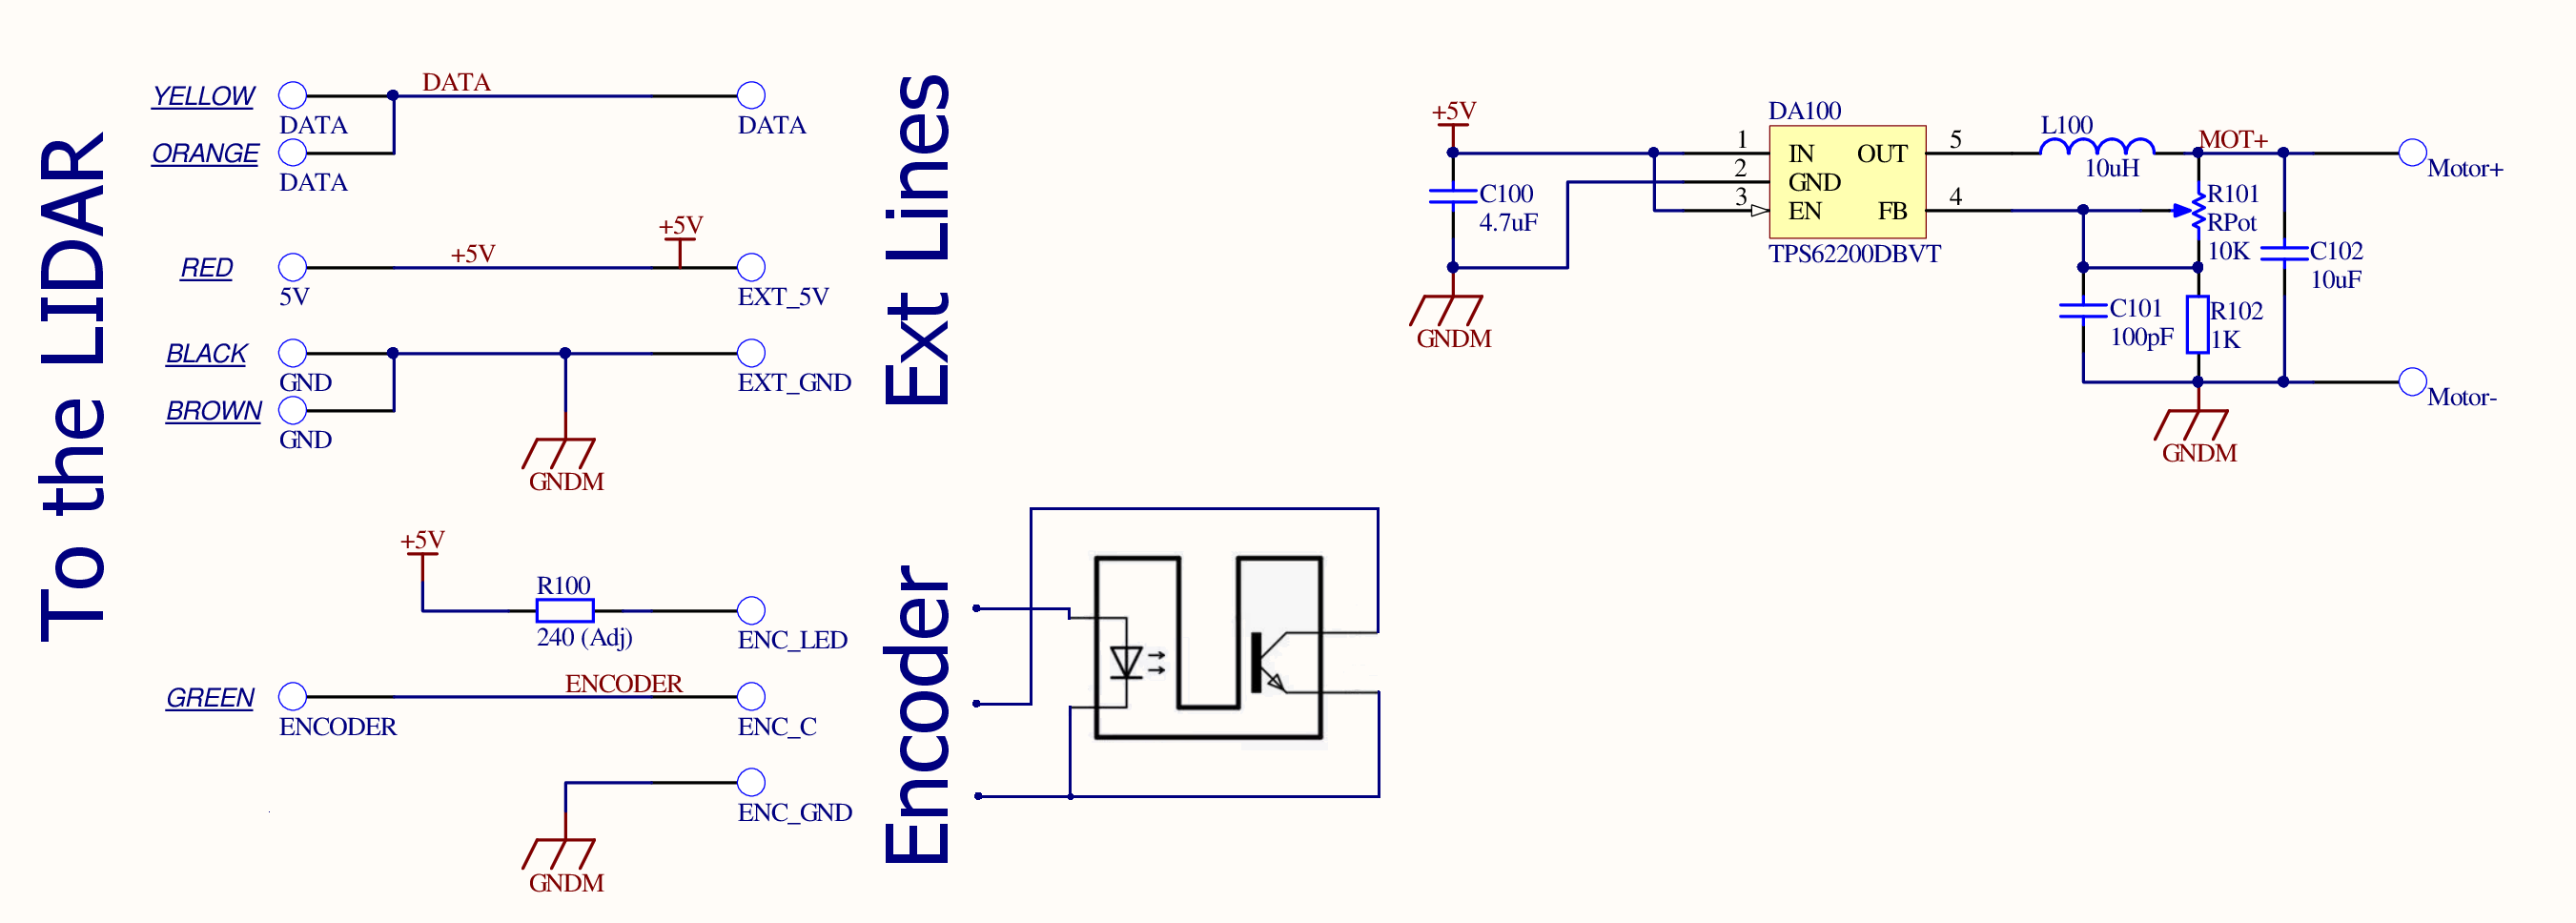 To the LIDAR
YELLOW
DATA
DATA
DATA
ORANGE
DATA
RED
5V
+5V
+5V
EXT_5V
BLACK
GND
EXT_GND
BROWN
GND
GNDM
+5V
R100
240 (Adj)
ENC_LED
GREEN
ENCODER
ENCODER
ENC_C
ENC_GND
GNDM
Ext Lines
Encoder
+5V
C100
4.7uF
GNDM
DA100
1 IN OUT 5
2 GND
3 EN FB 4
TPS62200DBVT
L100
10uH
MOT+
Motor+
R101
RPot
10K
C102
10uF
C101
100pF
R102
1K
Motor-
GNDM